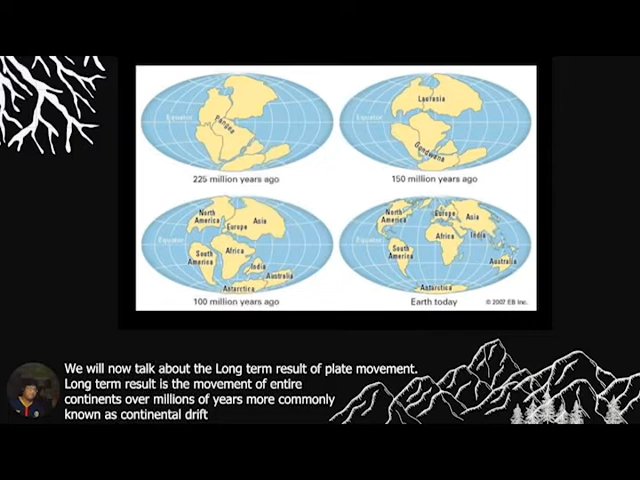 Equator
Pangea
225 million years ago
Laurasia
Equator
Gondwana
150 million years ago
North
America
Europe
Asia
Equator
South
America
Africa
India
Australia
Antarctica
100 million years ago
North
America
Europe
Asia
Equator
Africa
India
South
America
Australia
Antarctica
Earth today
© 2007 EB Inc.
We will now talk about the Long term result of plate movement.
Long term result is the movement of entire
continents over millions of years more commonly
known as continental drift